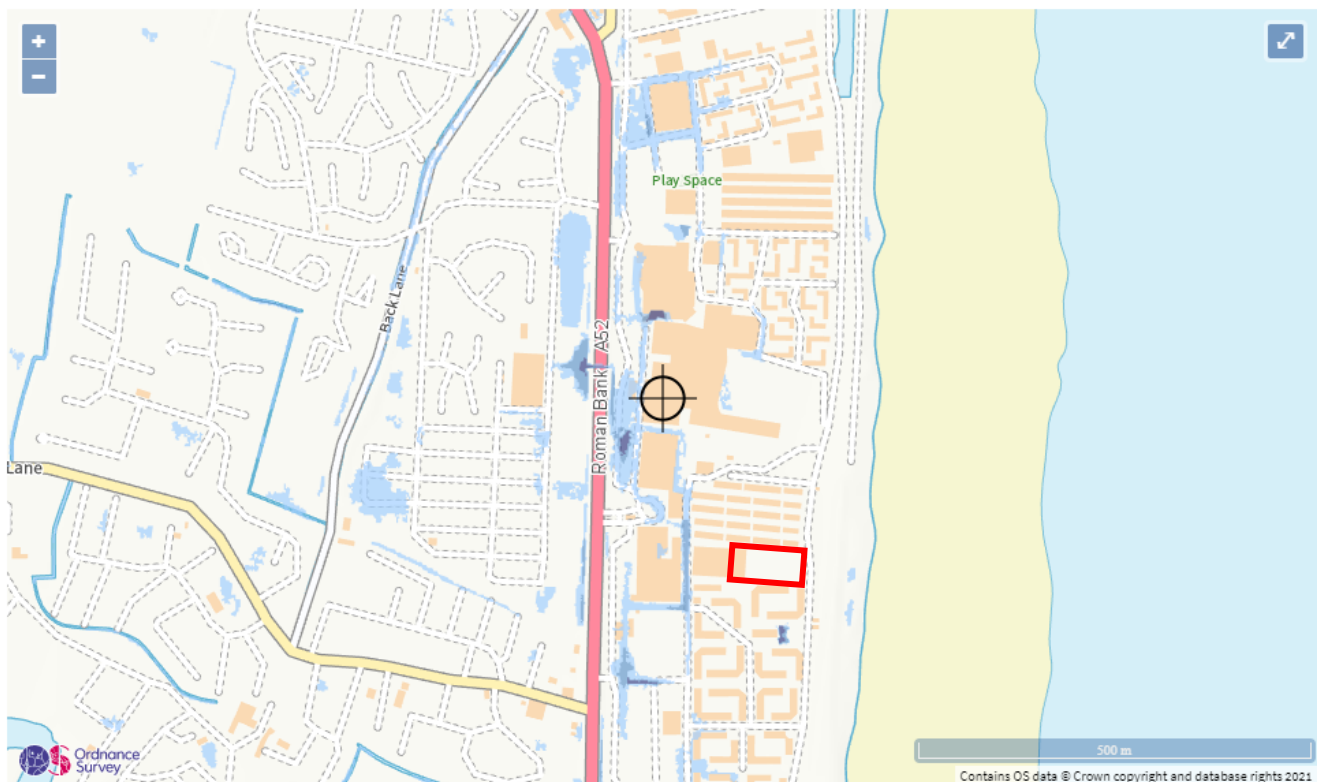 +
−
Play Space
Back Lane
Roman Bank A52
Lane
Ordnance
Survey
500 m
Contains OS data © Crown copyright and database rights 2021